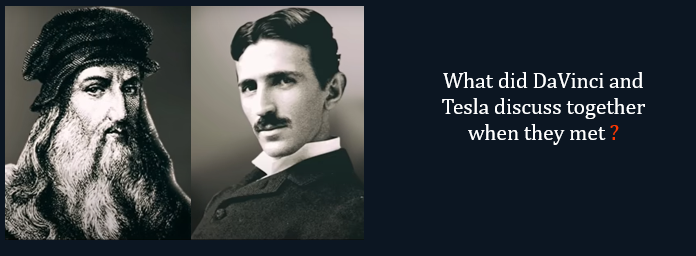 What did DaVinci and
Tesla discuss together
when they met ?